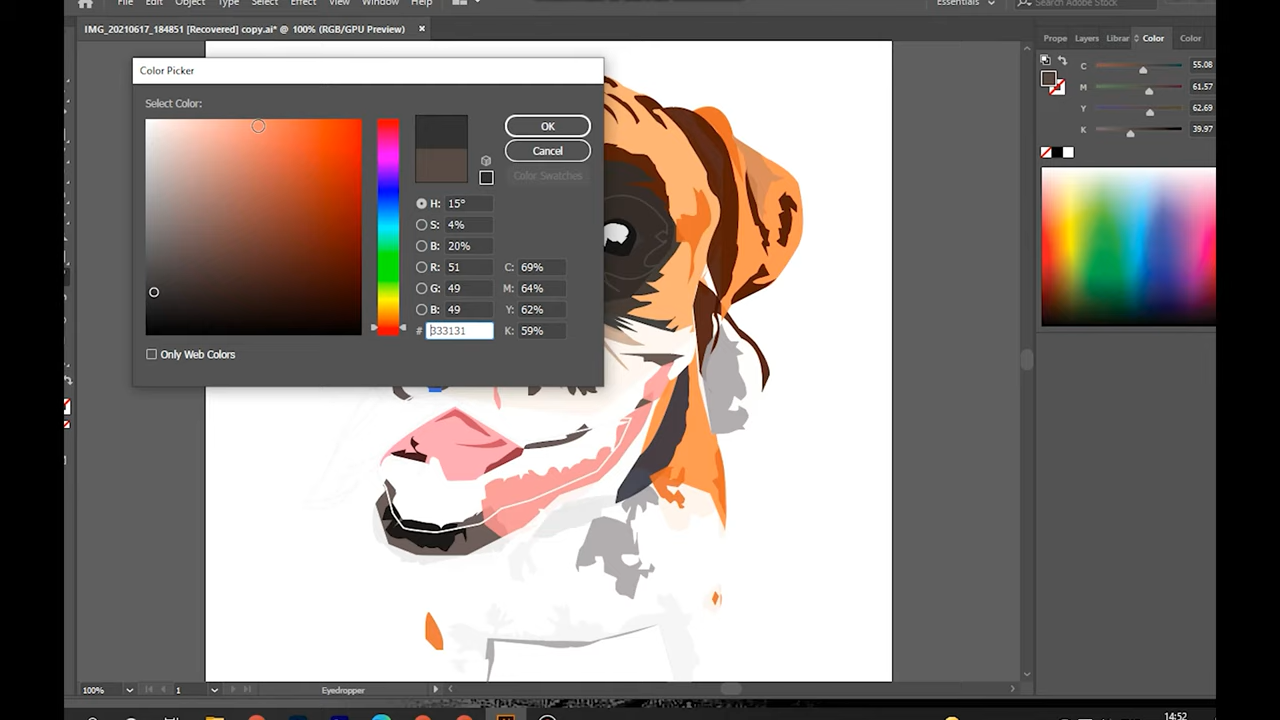 File Edit Object Type Select Effect View Window Help
Essentials
Search Adobe Stock
IMG_20210617_184851 [Recovered] copy.ai* @ 100% (RGB/GPU Preview) ×
Prope Layers Librar Color Color
Color Picker
Select Color:
OK
Cancel
Color Swatches
H: 15°
S: 4%
B: 20%
R: 51 C: 69%
G: 49 M: 64%
B: 49 Y: 62%
# 333131 K: 59%
Only Web Colors
C 55.08
M 61.57
Y 62.69
K 39.97
100% 1 Eyedropper
14:52